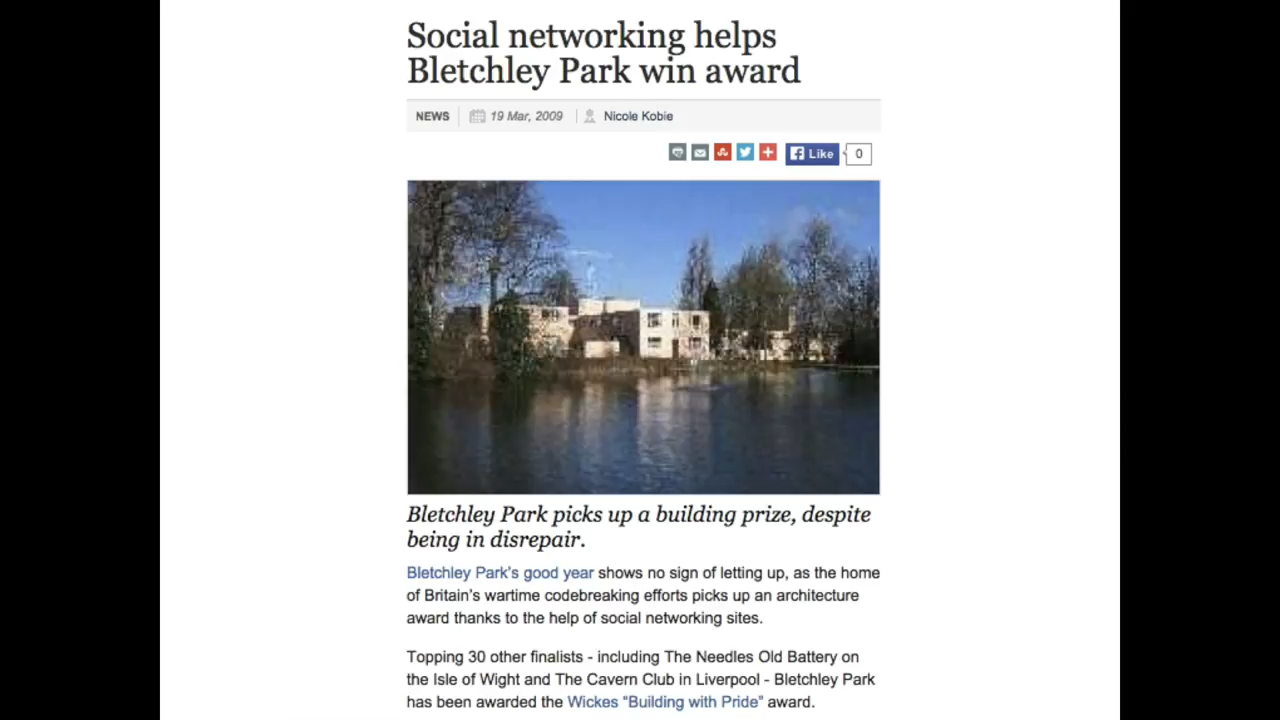 Social networking helps
Bletchley Park win award
NEWS 19 Mar, 2009 Nicole Kobie
Like 0
Bletchley Park picks up a building prize, despite
being in disrepair.
Bletchley Park's good year shows no sign of letting up, as the home
of Britain's wartime codebreaking efforts picks up an architecture
award thanks to the help of social networking sites.
Topping 30 other finalists - including The Needles Old Battery on
the Isle of Wight and The Cavern Club in Liverpool - Bletchley Park
has been awarded the Wickes "Building with Pride" award.